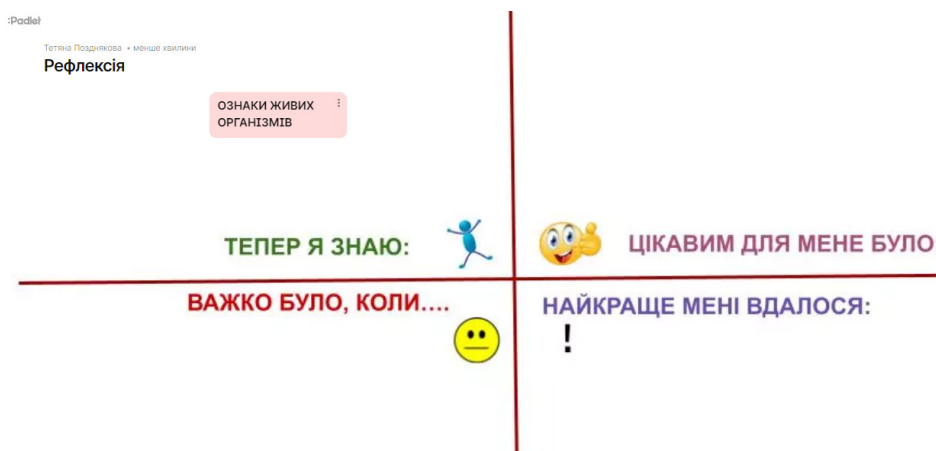 :Padlet
Тетяна Позднякова • менше хвилини
Рефлексія
ОЗНАКИ ЖИВИХ
ОРГАНІЗМІВ
ТЕПЕР Я ЗНАЮ:
ЦІКАВИМ ДЛЯ МЕНЕ БУЛО
ВАЖКО БУЛО, КОЛИ....
НАЙКРАЩЕ МЕНІ ВДАЛОСЯ:
!